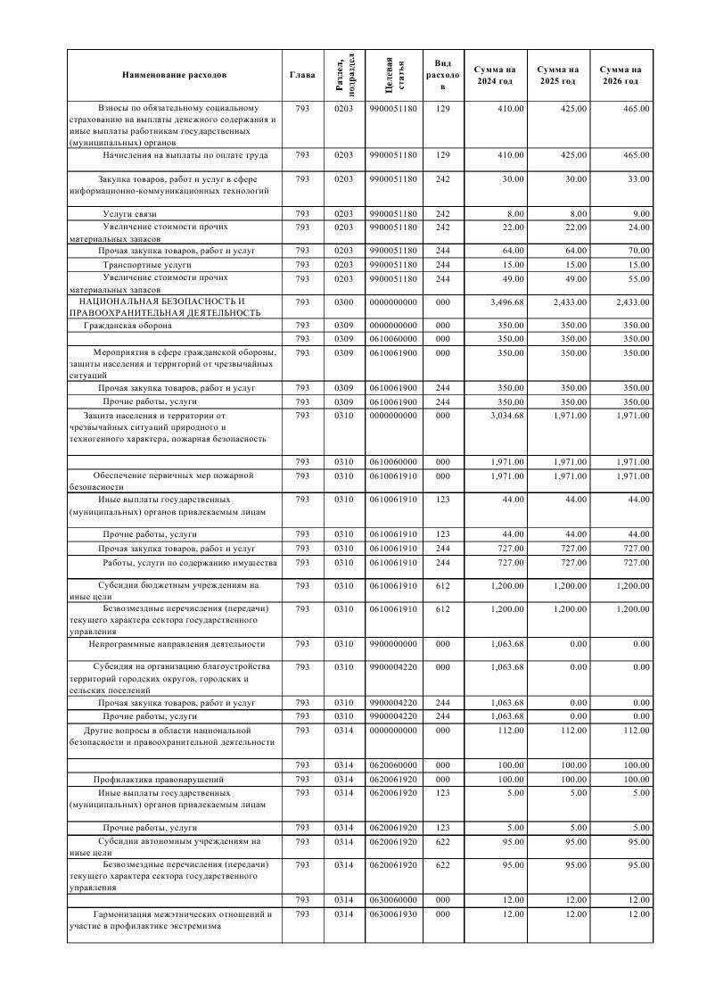 Наименование расходов Глава Раздел, подраздел Целевая статья Вид расходо в Сумма на 2024 год Сумма на 2025 год Сумма на 2026 год
Взносы по обязательному социальному 793 0203 9900051180 129 410.00 425.00 465.00
страхованию на выплаты денежного содержания и
иные выплаты работникам государственных
(муниципальных) органов
Начисления на выплаты по оплате труда 793 0203 9900051180 129 410.00 425.00 465.00
Закупка товаров, работ и услуг в сфере 793 0203 9900051180 242 30.00 30.00 33.00
информационно-коммуникационных технологий
Услуги связи 793 0203 9900051180 242 8.00 8.00 9.00
Увеличение стоимости прочих 793 0203 9900051180 242 22.00 22.00 24.00
материальных запасов
Прочая закупка товаров, работ и услуг 793 0203 9900051180 244 64.00 64.00 70.00
Транспортные услуги 793 0203 9900051180 244 15.00 15.00 15.00
Увеличение стоимости прочих 793 0203 9900051180 244 49.00 49.00 55.00
материальных запасов
НАЦИОНАЛЬНАЯ БЕЗОПАСНОСТЬ И 793 0300 0000000000 000 3,496.68 2,433.00 2,433.00
ПРАВООХРАНИТЕЛЬНАЯ ДЕЯТЕЛЬНОСТЬ
Гражданская оборона 793 0309 0000000000 000 350.00 350.00 350.00
793 0309 0610060000 000 350.00 350.00 350.00
Мероприятия в сфере гражданской обороны, 793 0309 0610061900 000 350.00 350.00 350.00
защиты населения и территорий от чрезвычайных
ситуаций
Прочая закупка товаров, работ и услуг 793 0309 0610061900 244 350.00 350.00 350.00
Прочие работы, услуги 793 0309 0610061900 244 350.00 350.00 350.00
Защита населения и территории от 793 0310 0000000000 000 3,034.68 1,971.00 1,971.00
чрезвычайных ситуаций природного и
техногенного характера, пожарная безопасность
793 0310 0610060000 000 1,971.00 1,971.00 1,971.00
Обеспечение первичных мер пожарной 793 0310 0610061910 000 1,971.00 1,971.00 1,971.00
безопасности
Иные выплаты государственных 793 0310 0610061910 123 44.00 44.00 44.00
(муниципальных) органов привлекаемым лицам
Прочие работы, услуги 793 0310 0610061910 123 44.00 44.00 44.00
Прочая закупка товаров, работ и услуг 793 0310 0610061910 244 727.00 727.00 727.00
Работы, услуги по содержанию имущества 793 0310 0610061910 244 727.00 727.00 727.00
Субсидии бюджетным учреждениям на 793 0310 0610061910 612 1,200.00 1,200.00 1,200.00
иные цели
Безвозмездные перечисления (передачи) 793 0310 0610061910 612 1,200.00 1,200.00 1,200.00
текущего характера сектора государственного
управления
Непрограммные направления деятельности 793 0310 9900000000 000 1,063.68 0.00 0.00
Субсидия на организацию благоустройства 793 0310 9900004220 000 1,063.68 0.00 0.00
территорий городских округов, городских и
сельских поселений
Прочая закупка товаров, работ и услуг 793 0310 9900004220 244 1,063.68 0.00 0.00
Прочие работы, услуги 793 0310 9900004220 244 1,063.68 0.00 0.00
Другие вопросы в области национальной 793 0314 0000000000 000 112.00 112.00 112.00
безопасности и правоохранительной деятельности
793 0314 0620060000 000 100.00 100.00 100.00
Профилактика правонарушений 793 0314 0620061920 000 100.00 100.00 100.00
Иные выплаты государственных 793 0314 0620061920 123 5.00 5.00 5.00
(муниципальных) органов привлекаемым лицам
Прочие работы, услуги 793 0314 0620061920 123 5.00 5.00 5.00
Субсидии автономным учреждениям на 793 0314 0620061920 622 95.00 95.00 95.00
иные цели
Безвозмездные перечисления (передачи) 793 0314 0620061920 622 95.00 95.00 95.00
текущего характера сектора государственного
управления
793 0314 0630060000 000 12.00 12.00 12.00
Гармонизация межэтнических отношений и 793 0314 0630061930 000 12.00 12.00 12.00
участие в профилактике экстремизма